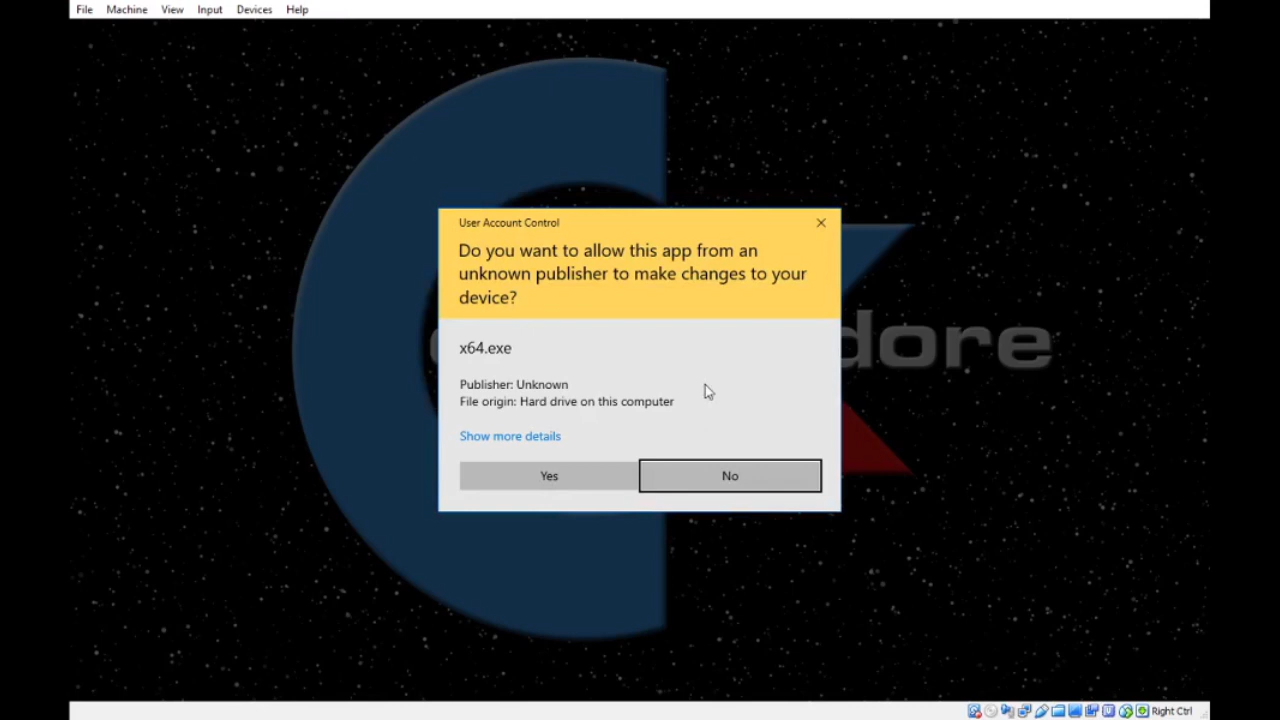 File Machine View Input Devices Help
User Account Control
Do you want to allow this app from an
unknown publisher to make changes to your
device?
dore
x64.exe
Publisher: Unknown
File origin: Hard drive on this computer
Show more details
Yes No
Right Ctrl